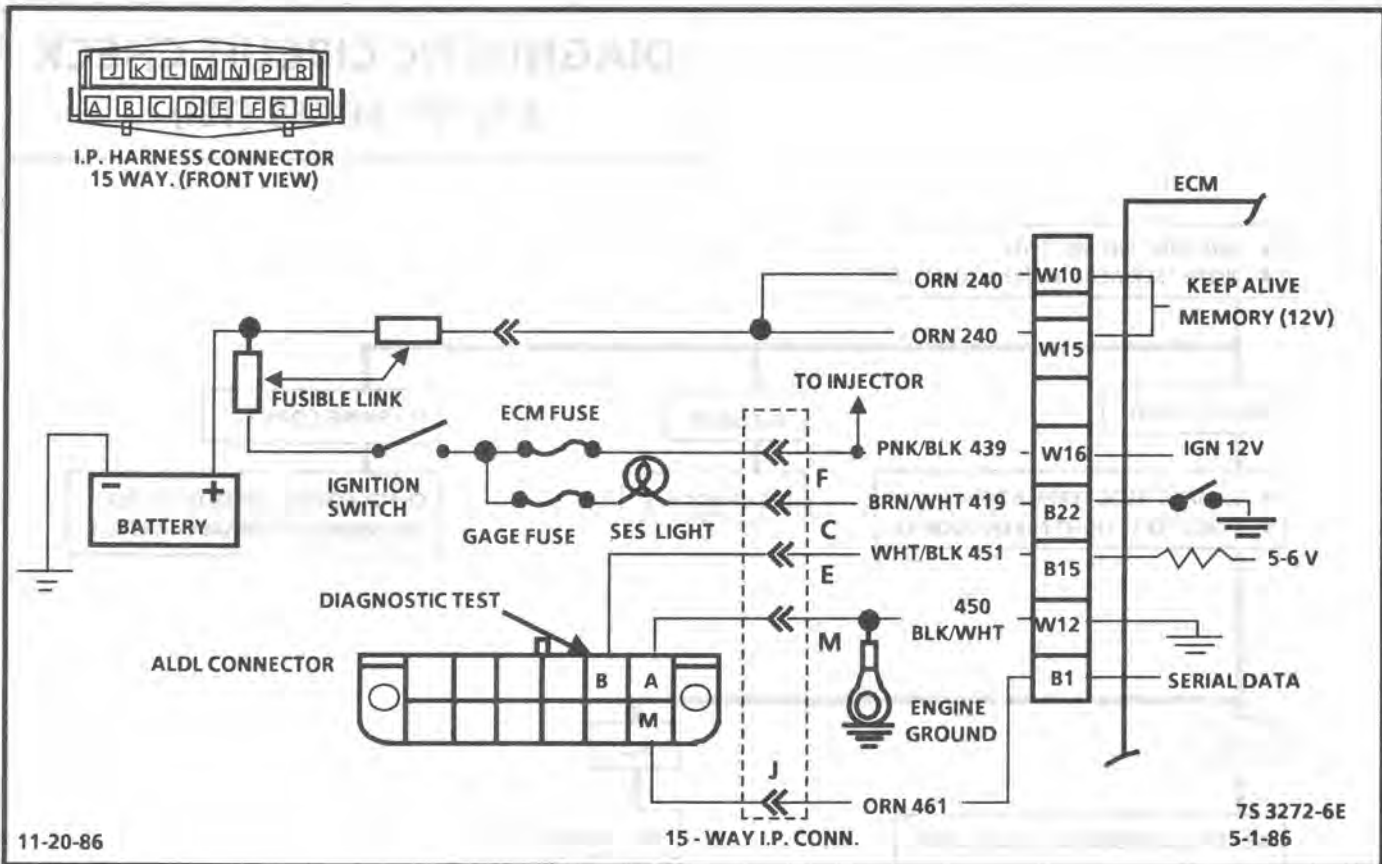 J K L M N P R
A B C D E F G H
I.P. HARNESS CONNECTOR
15 WAY. (FRONT VIEW)
DIAGNOSTIC CIRCUIT CHECK
ECM
ORN 240
W10
KEEP ALIVE
MEMORY (12V)
ORN 240
W15
FUSIBLE LINK
TO INJECTOR
ECM FUSE
PNK/BLK 439
W16
IGN 12V
F
IGNITION
SWITCH
BRN/WHT 419
B22
- +
BATTERY
GAGE FUSE
SES LIGHT
C
WHT/BLK 451
B15
5-6 V
E
DIAGNOSTIC TEST
450
BLK/WHT
W12
M
ALDL CONNECTOR
B A
M
B1
SERIAL DATA
ENGINE
GROUND
J
ORN 461
7S 3272-6E
11-20-86
15 - WAY I.P. CONN.
5-1-86